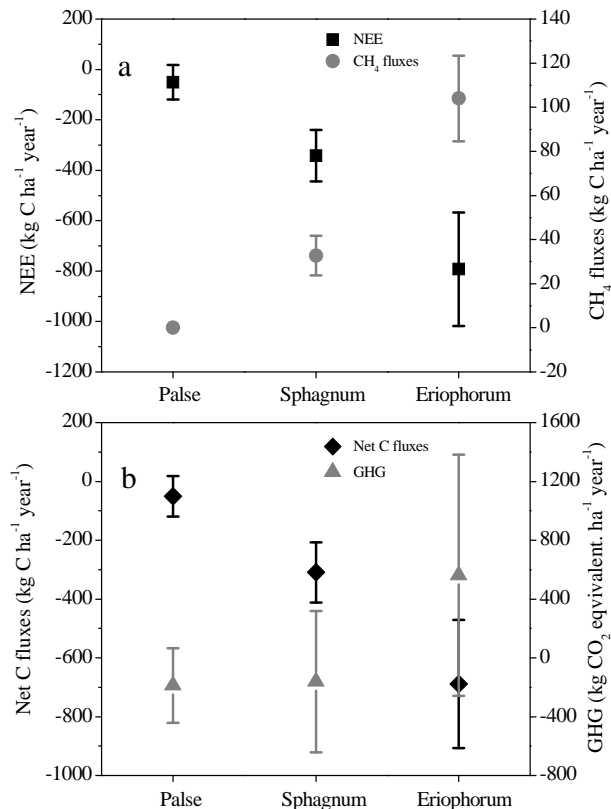 a
NEE
CH4 fluxes
200
0
-200
-400
-600
-800
-1000
-1200
NEE (kg C ha-1 year-1)
140
120
100
80
60
40
20
0
-20
CH4 fluxes (kg C ha-1 year-1)
Palse Sphagnum Eriophorum
b
Net C fluxes
GHG
200
0
-200
-400
-600
-800
-1000
Net C fluxes (kg C ha-1 year-1)
1600
1200
800
400
0
-400
-800
GHG (kg CO2 eqvivalent. ha-1 year-1)
Palse Sphagnum Eriophorum